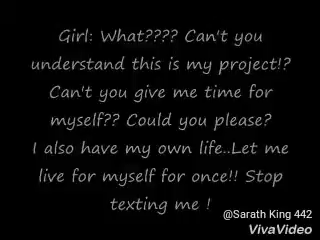 Girl: What???? Can't you
understand this is my project!?
Can't you give me time for
myself?? Could you please?
I also have my own life..Let me
live for myself for once!! Stop
texting me !
@Sarath King 442
VivaVideo